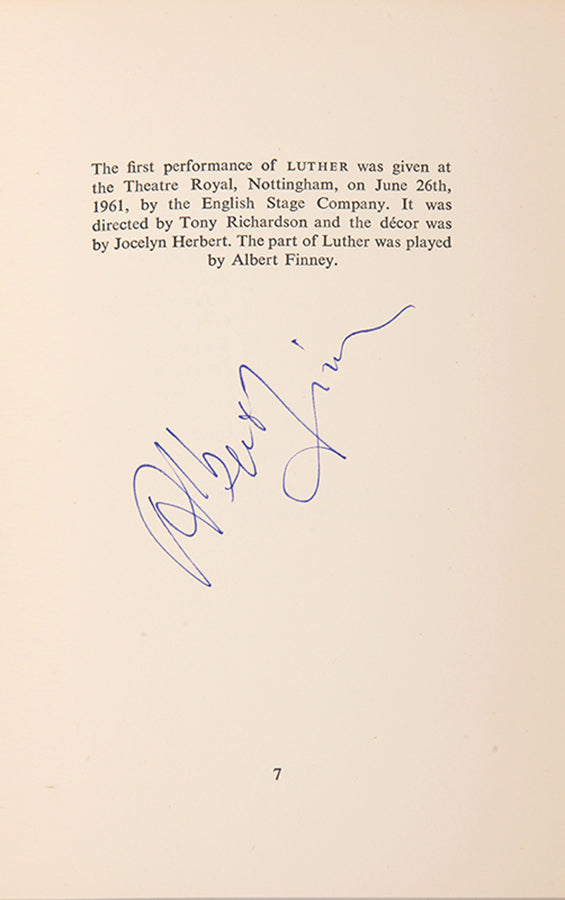 The first performance of LUTHER was given at
the Theatre Royal, Nottingham, on June 26th,
1961, by the English Stage Company. It was
directed by Tony Richardson and the décor was
by Jocelyn Herbert. The part of Luther was played
by Albert Finney.
Albert Finney
7